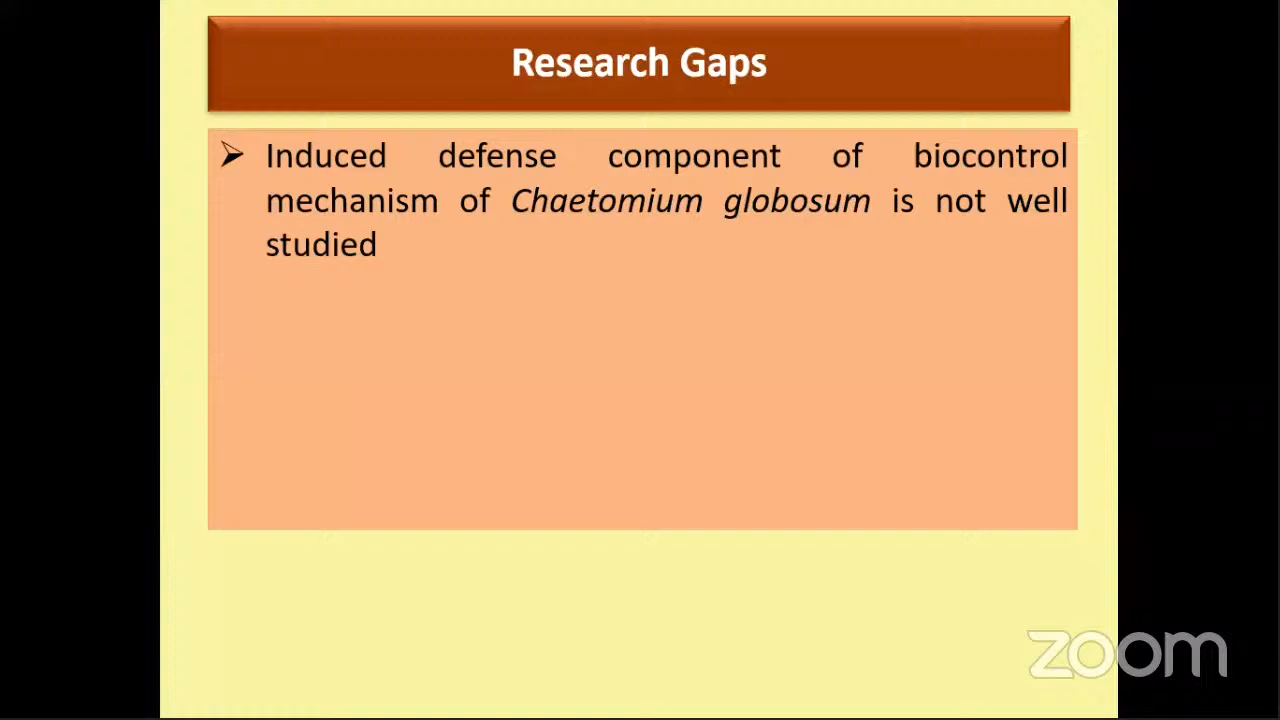 Research Gaps
➢ Induced defense component of biocontrol
mechanism of Chaetomium globosum is not well
studied
zoom